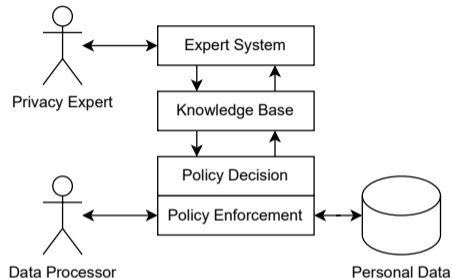 Expert System
Privacy Expert
Knowledge Base
Policy Decision
Policy Enforcement
Data Processor
Personal Data